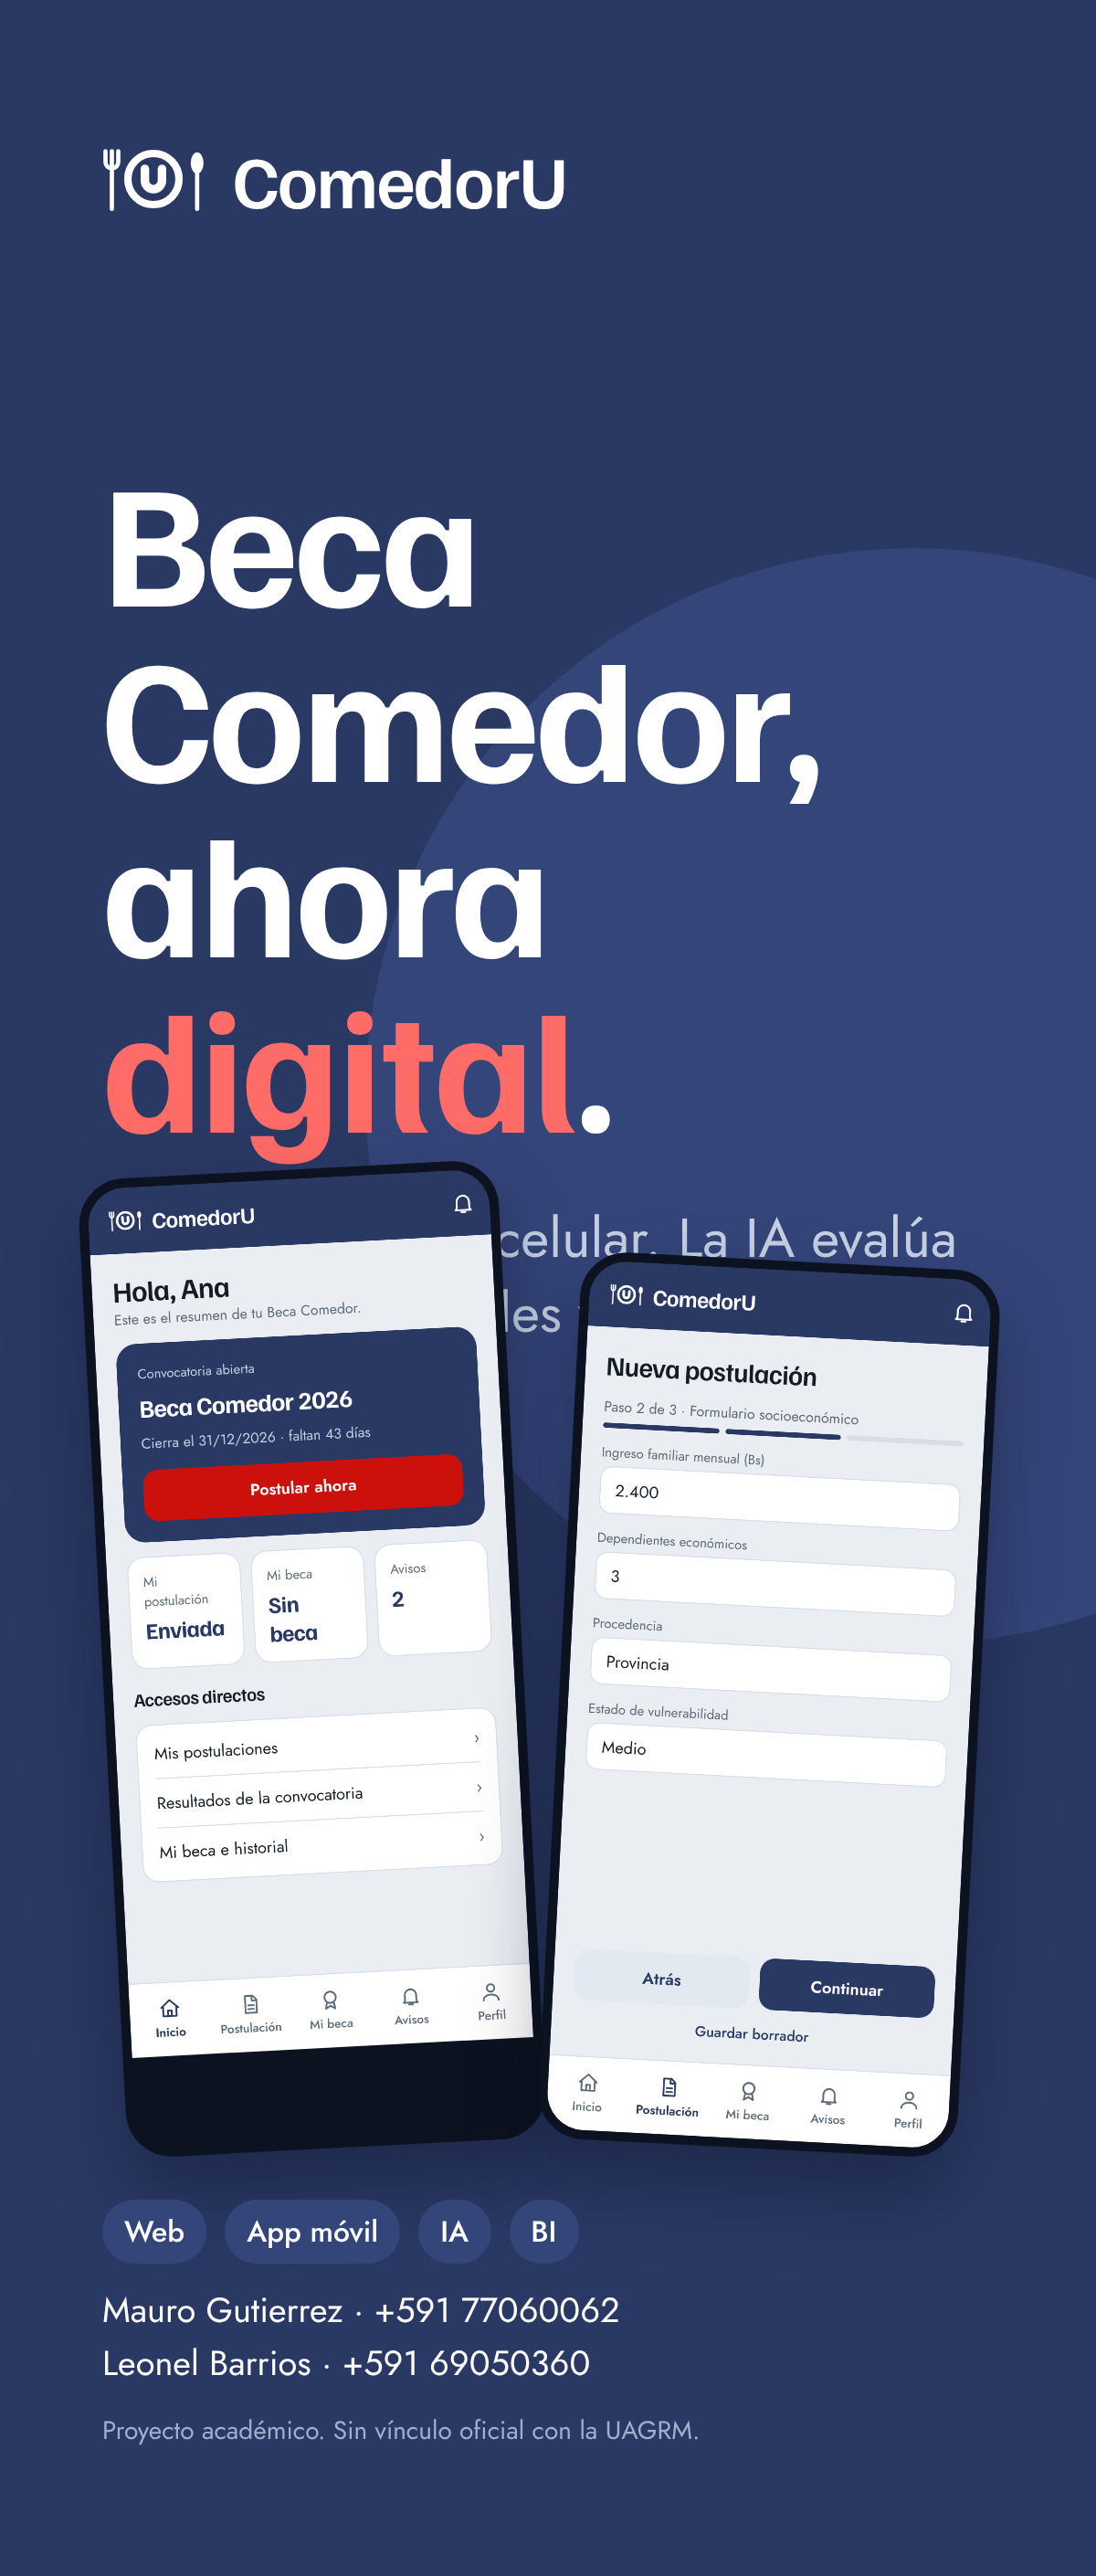 ComedorU
Beca
Comedor,
ahora
digital.
celular. La IA evalúa
ComedorU
Hola, Ana
Este es el resumen de tu Beca Comedor.
Convocatoria abierta
Beca Comedor 2026
Cierra el 31/12/2026 · faltan 43 días
Postular ahora
Mi
postulación
Enviada
Mi beca
Sin
beca
Avisos
2
Accesos directos
Mis postulaciones
Resultados de la convocatoria
Mi beca e historial
Inicio
Postulación
Mi beca
Avisos
Perfil
ComedorU
Nueva postulación
Paso 2 de 3 · Formulario socioeconómico
Ingreso familiar mensual (Bs)
2.400
Dependientes económicos
3
Procedencia
Provincia
Estado de vulnerabilidad
Medio
Atrás
Continuar
Guardar borrador
Inicio
Postulación
Mi beca
Avisos
Perfil
Web
App móvil
IA
BI
Mauro Gutierrez · +591 77060062
Leonel Barrios · +591 69050360
Proyecto académico. Sin vínculo oficial con la UAGRM.